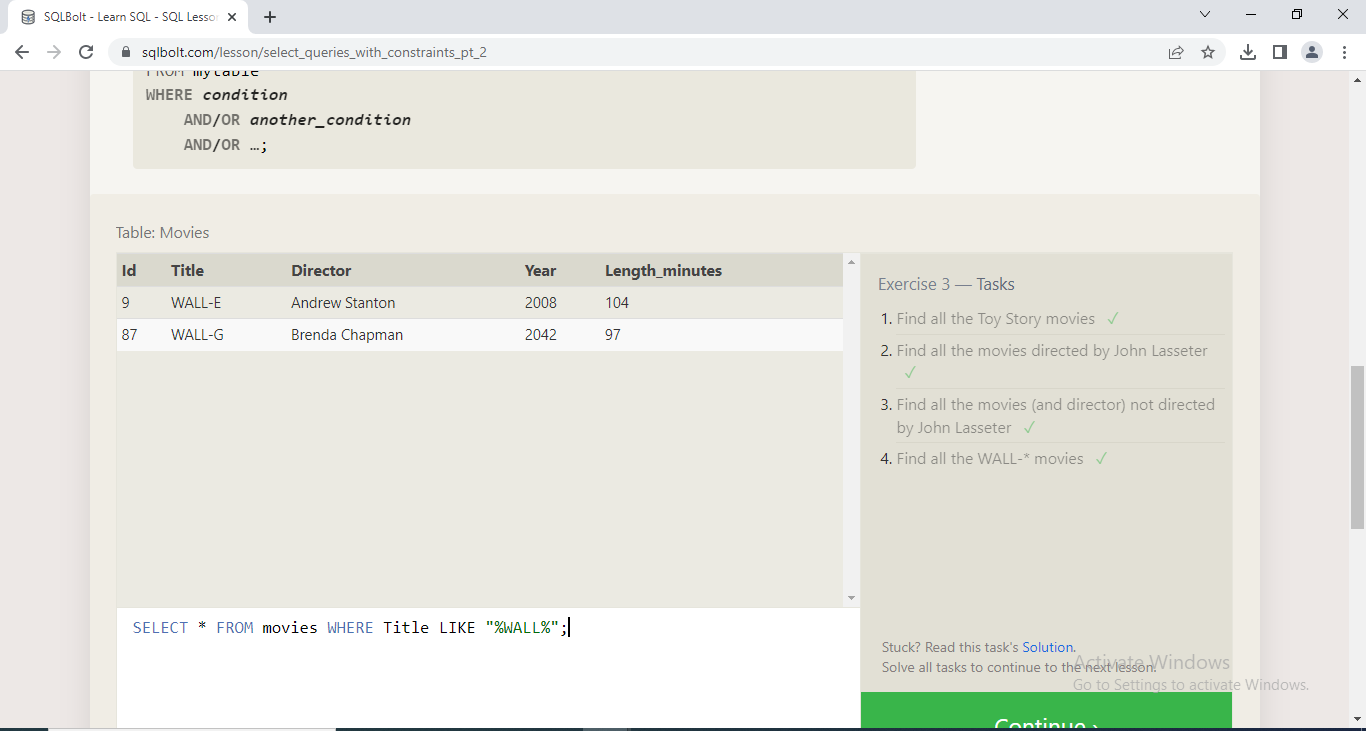 SQLBolt - Learn SQL - SQL Lesso
sqlbolt.com/lesson/select_queries_with_constraints_pt_2
FROM mytable
WHERE condition
AND/OR another_condition
AND/OR …;
Table: Movies
Id Title Director Year Length_minutes
9 WALL-E Andrew Stanton 2008 104
87 WALL-G Brenda Chapman 2042 97
Exercise 3 — Tasks
1. Find all the Toy Story movies ✓
2. Find all the movies directed by John Lasseter
✓
3. Find all the movies (and director) not directed
by John Lasseter ✓
4. Find all the WALL-* movies ✓
SELECT * FROM movies WHERE Title LIKE "%WALL%";
Stuck? Read this task's Solution.
Solve all tasks to continue to the next lesson.
Activate Windows
Go to Settings to activate Windows.
Continue ›